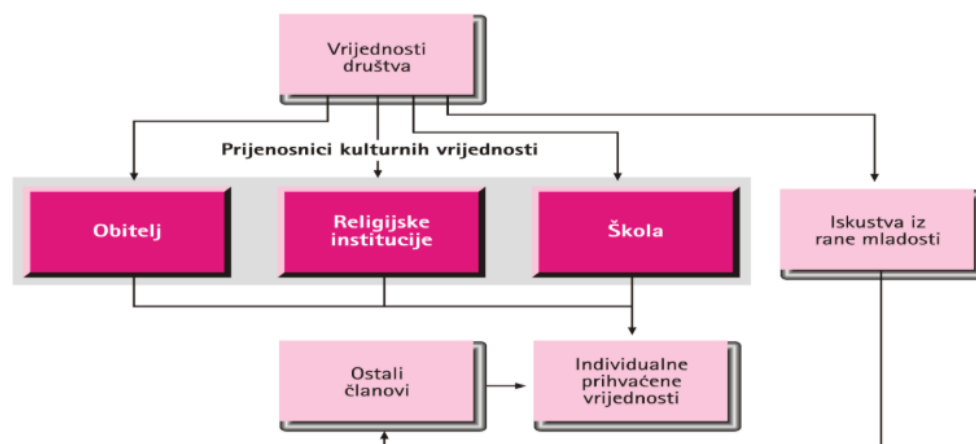 Vrijednosti
društva
Prijenosnici kulturnih vrijednosti
Obitelj
Religijske
institucije
Škola
Iskustva iz
rane mladosti
Ostali
članovi
Individualne
prihvaćene
vrijednosti